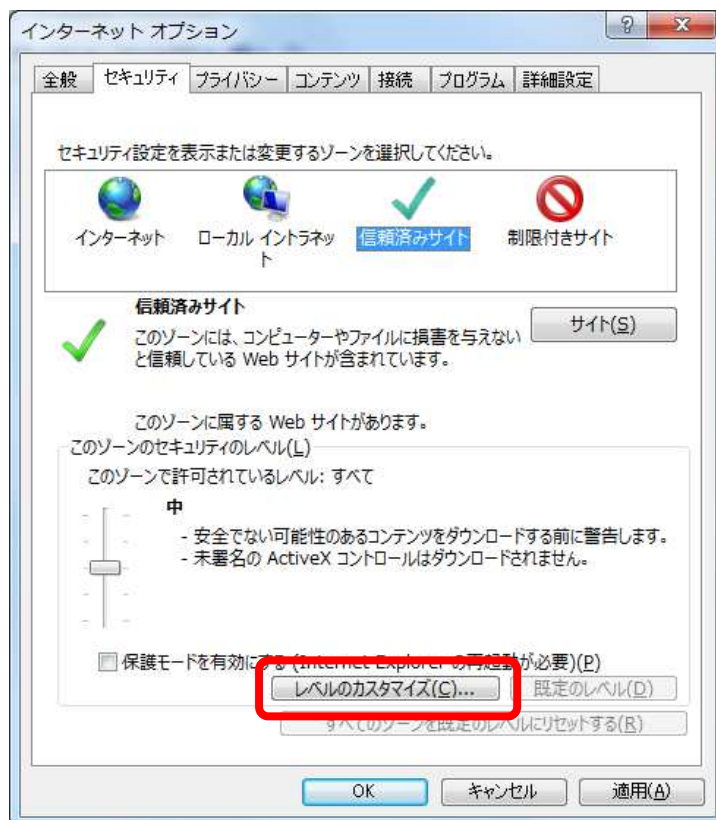 インターネット オプション
全般 セキュリティ プライバシー コンテンツ 接続 プログラム 詳細設定
セキュリティ設定を表示または変更するゾーンを選択してください。
インターネット ローカル イントラネッ 信頼済みサイト 制限付きサイト
ト
信頼済みサイト
サイト(S)
このゾーンには、コンピューターやファイルに損害を与えない
と信頼している Web サイトが含まれています。
このゾーンに属する Web サイトがあります。
このゾーンのセキュリティのレベル(L)
このゾーンで許可されているレベル: すべて
中
- 安全でない可能性のあるコンテンツをダウンロードする前に警告します。
- 未署名の ActiveX コントロールはダウンロードされません。
保護モードを有効にする (Internet Explorer の再起動が必要)(P)
レベルのカスタマイズ(C)... 既定のレベル(D)
すべてのゾーンを既定のレベルにリセットする(R)
OK キャンセル 適用(A)